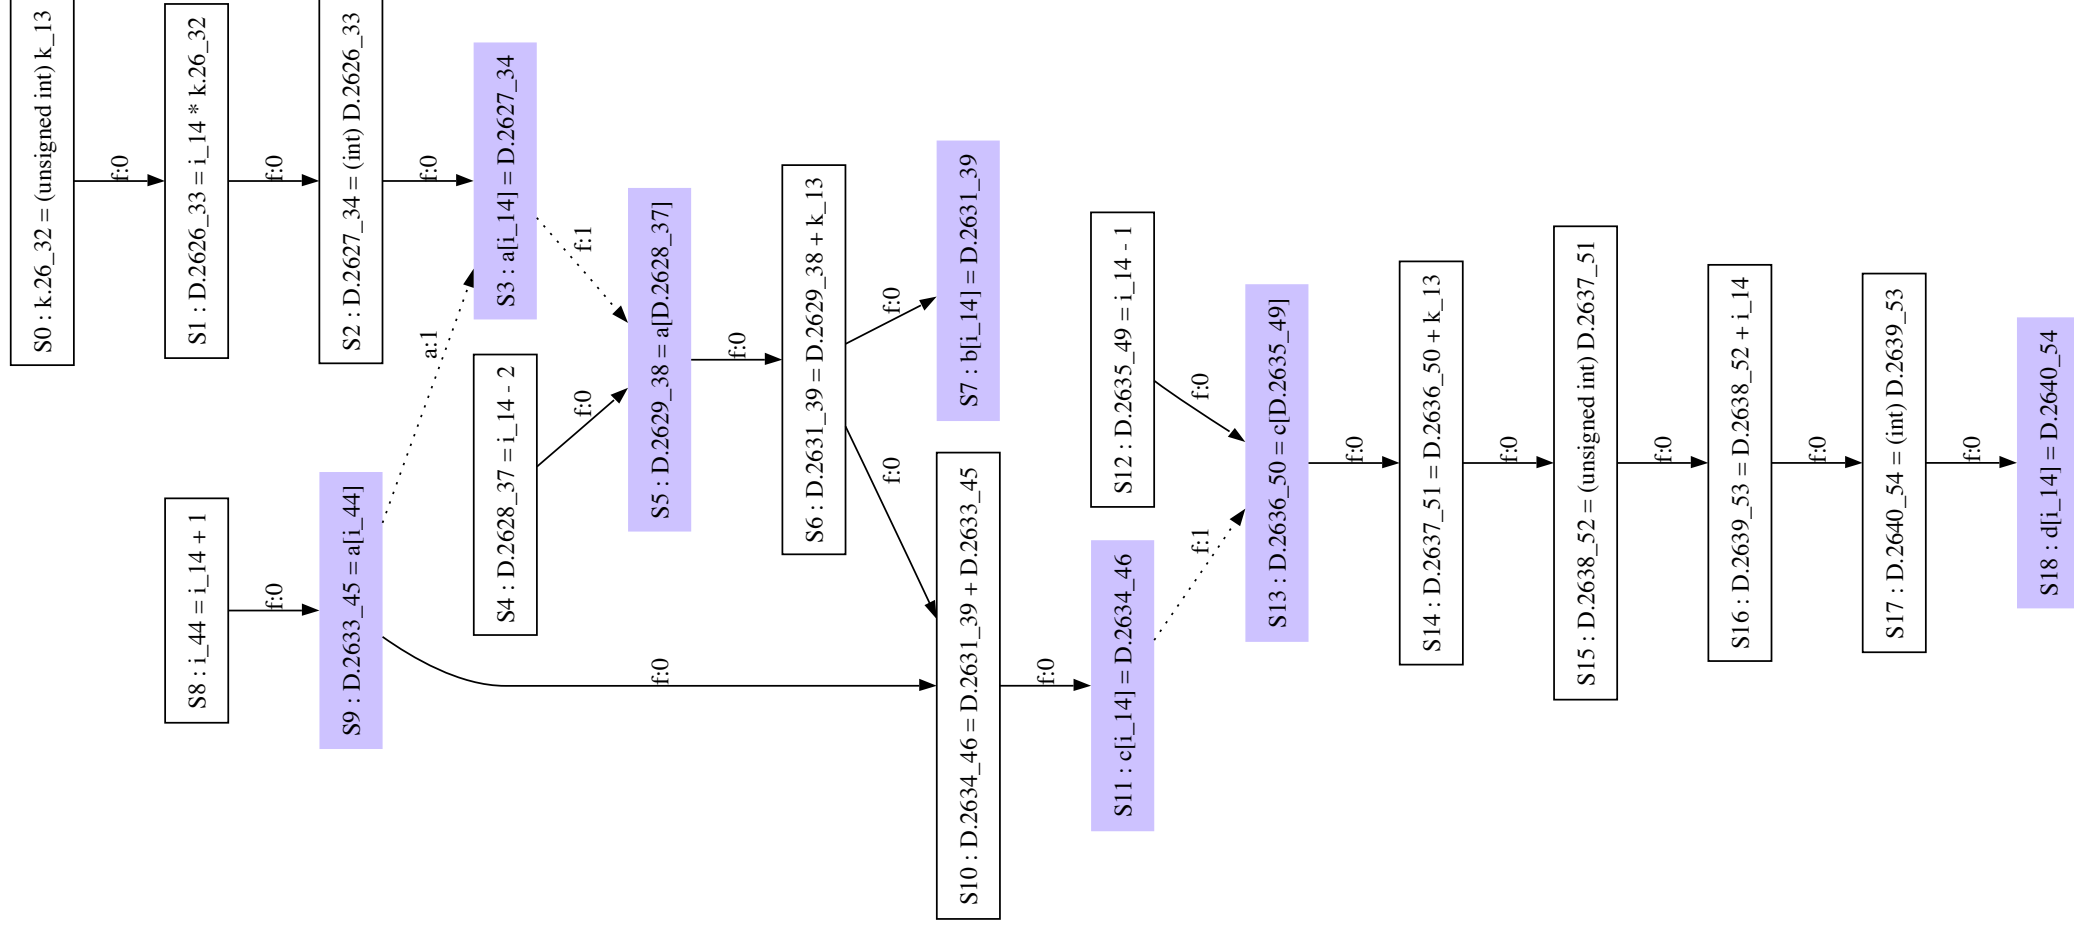 S0 : k.26_32 = (unsigned int) k_13
f:0
S1 : D.2626_33 = i_14 * k.26_32
f:0
S2 : D.2627_34 = (int) D.2626_33
f:0
S3 : a[i_14] = D.2627_34
f:1
S8 : i_44 = i_14 + 1
f:0
S9 : D.2633_45 = a[i_44]
a:1
f:0
S4 : D.2628_37 = i_14 - 2
f:0
S5 : D.2629_38 = a[D.2628_37]
f:0
S6 : D.2631_39 = D.2629_38 + k_13
f:0
f:0
S7 : b[i_14] = D.2631_39
S10 : D.2634_46 = D.2631_39 + D.2633_45
f:0
S11 : c[i_14] = D.2634_46
f:1
S12 : D.2635_49 = i_14 - 1
f:0
S13 : D.2636_50 = c[D.2635_49]
f:0
S14 : D.2637_51 = D.2636_50 + k_13
f:0
S15 : D.2638_52 = (unsigned int) D.2637_51
f:0
S16 : D.2639_53 = D.2638_52 + i_14
f:0
S17 : D.2640_54 = (int) D.2639_53
f:0
S18 : d[i_14] = D.2640_54